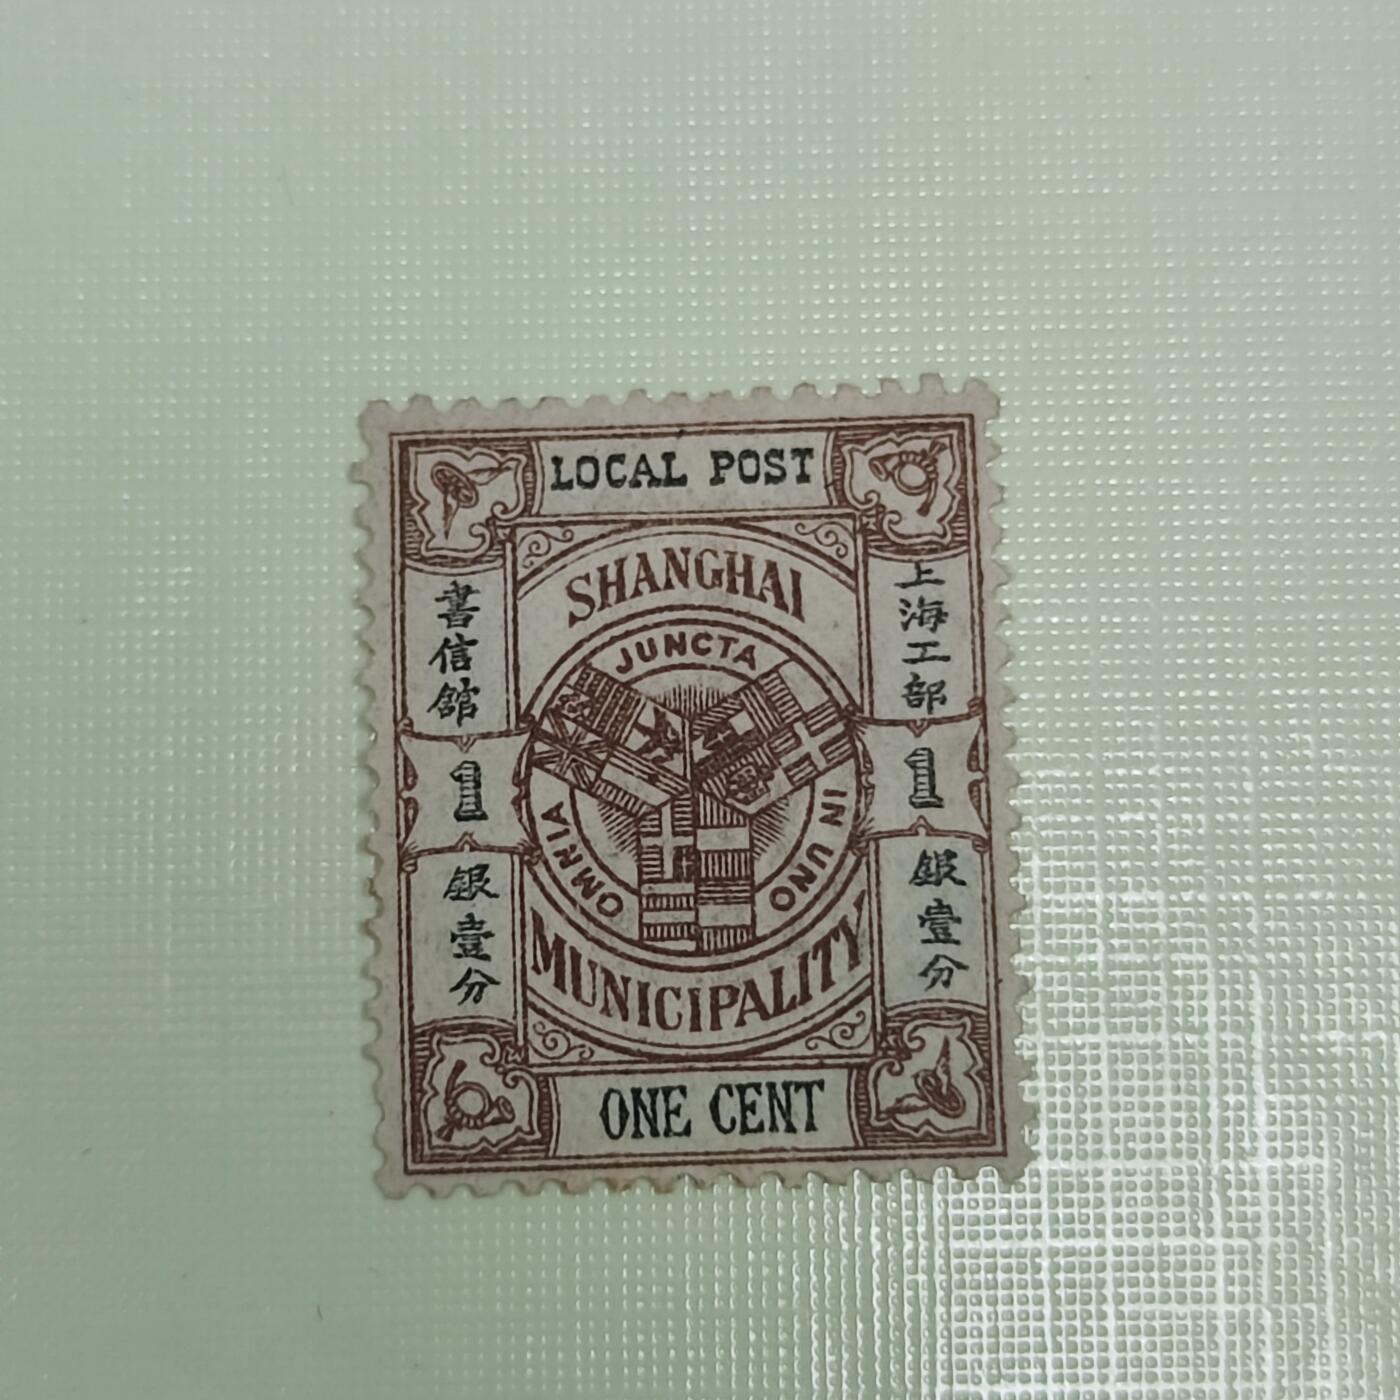 LOCAL POST
SHANGHAI
JUNCTA IN UNO OMNIA
MUNICIPALITY
上海工部
書信館
1
1
銀壹分
銀壹分
ONE CENT